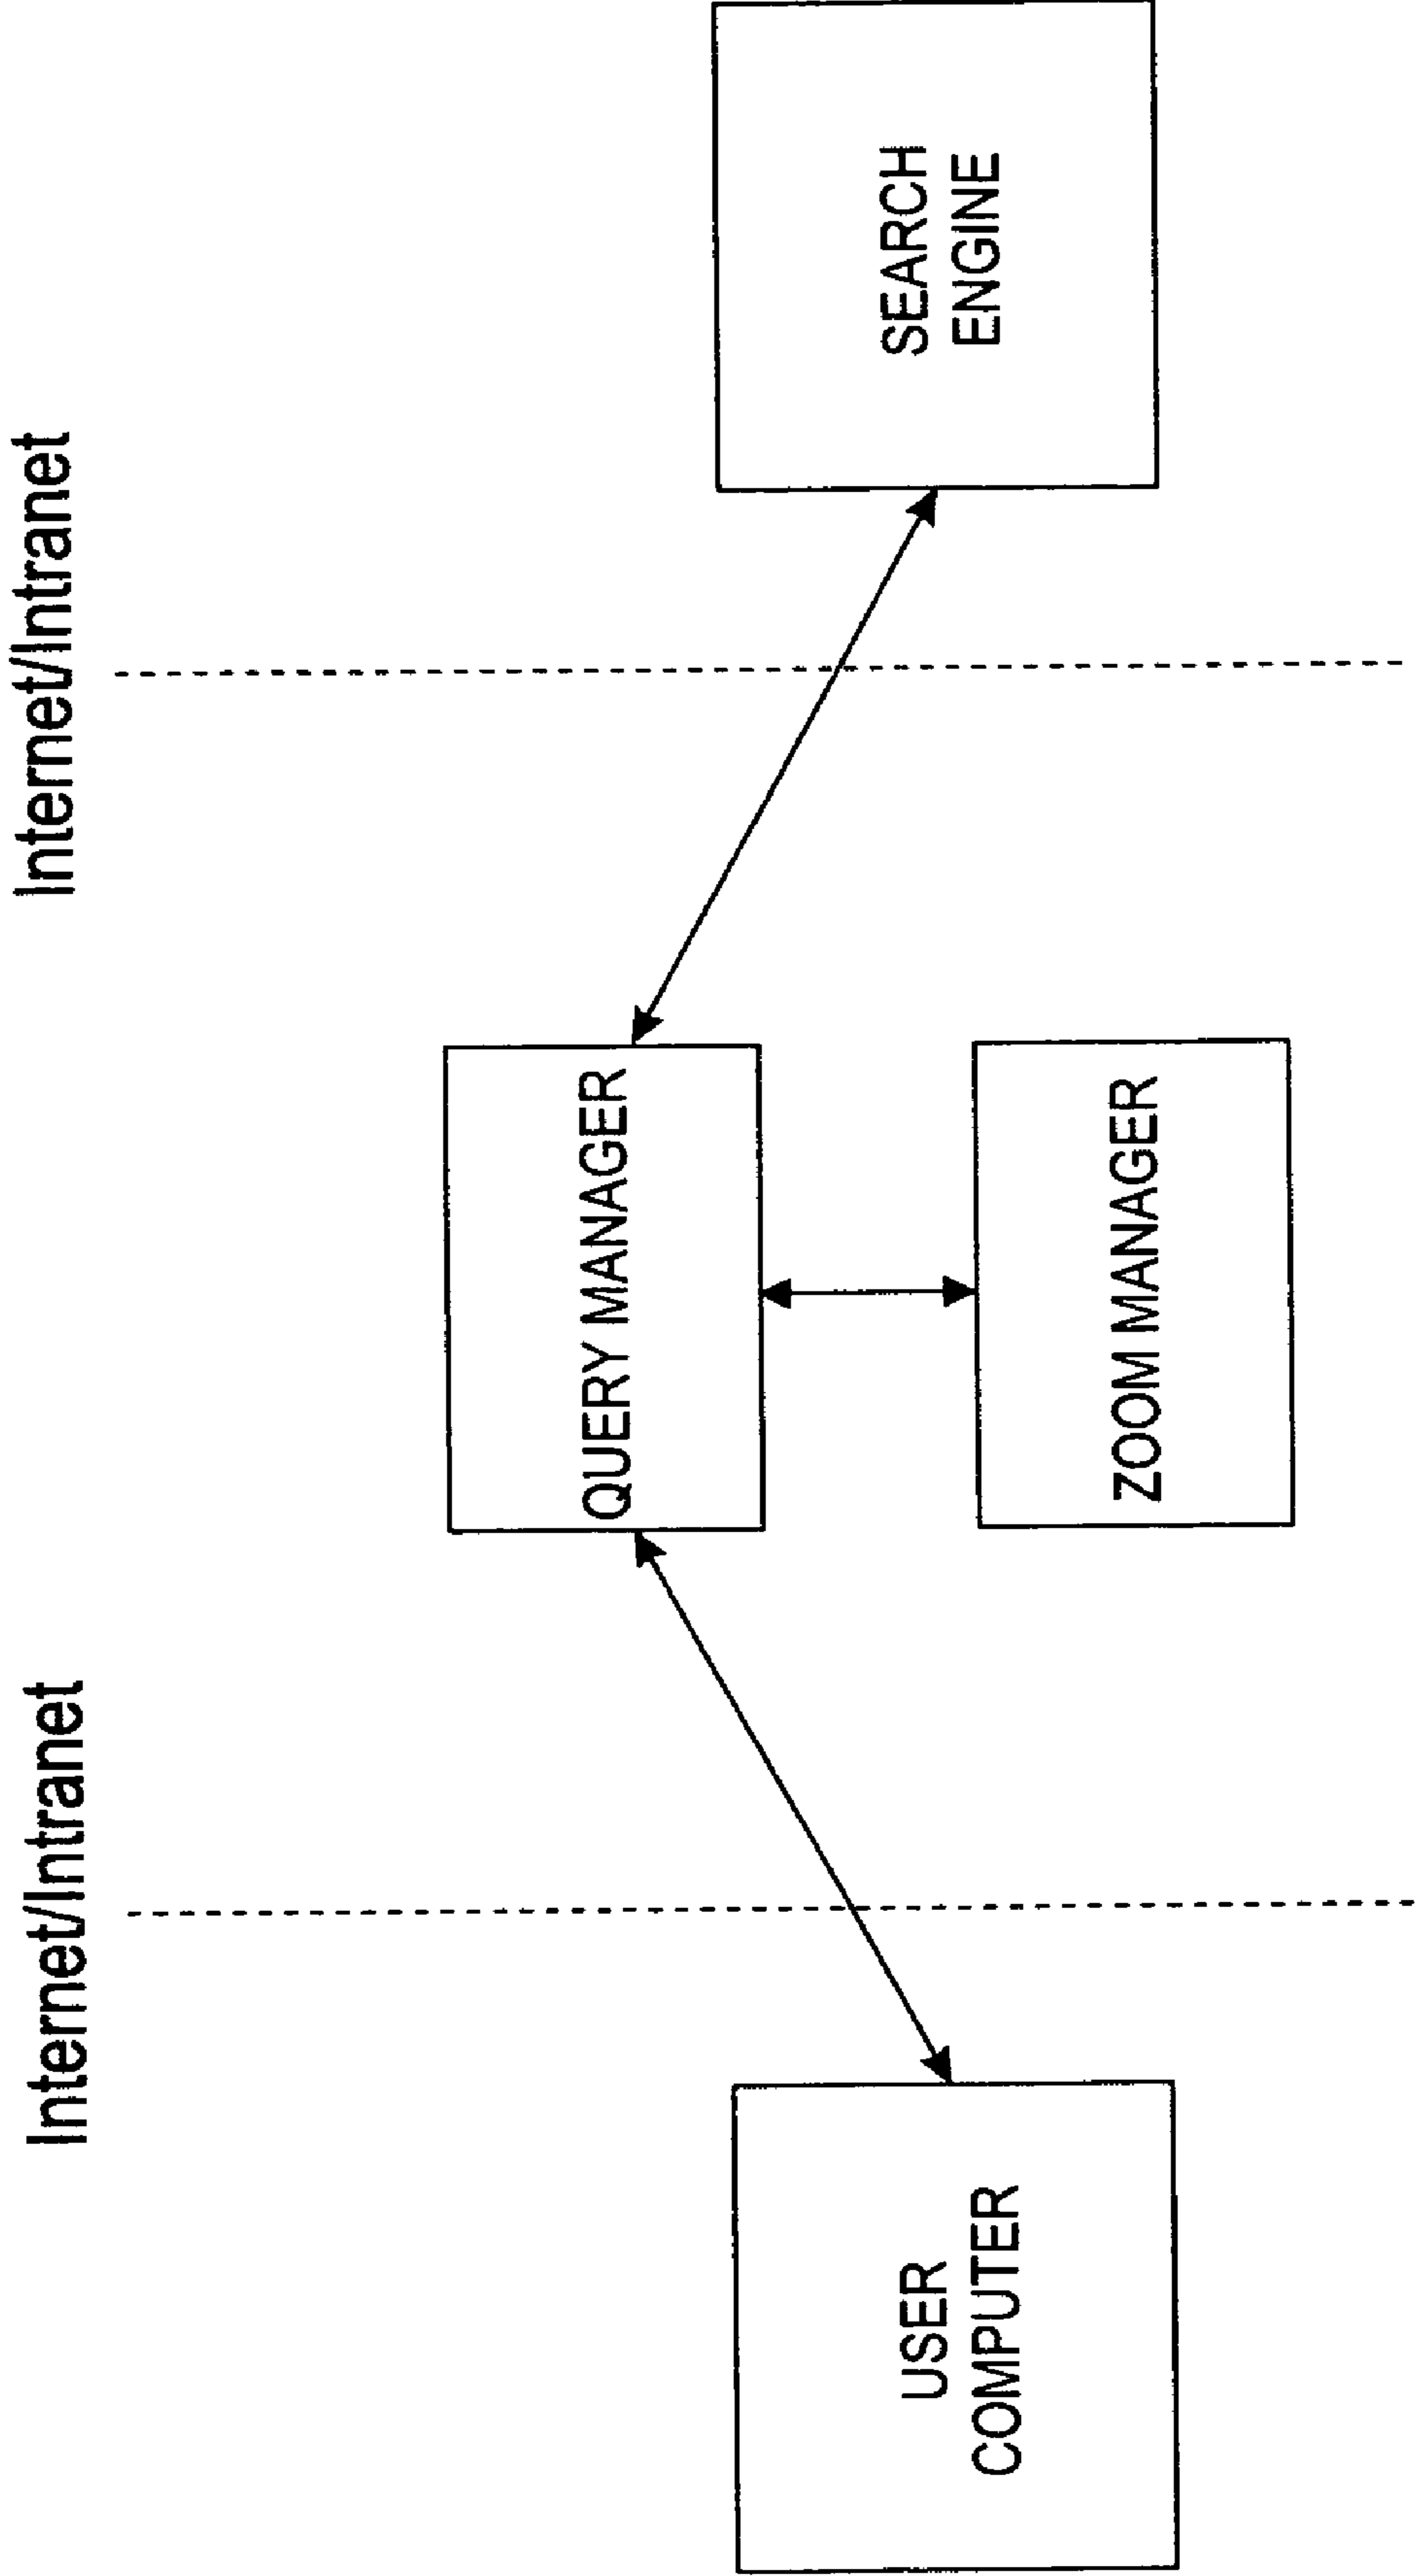 Internet/Intranet
Internet/Intranet
USER
COMPUTER
QUERY MANAGER
ZOOM MANAGER
SEARCH
ENGINE